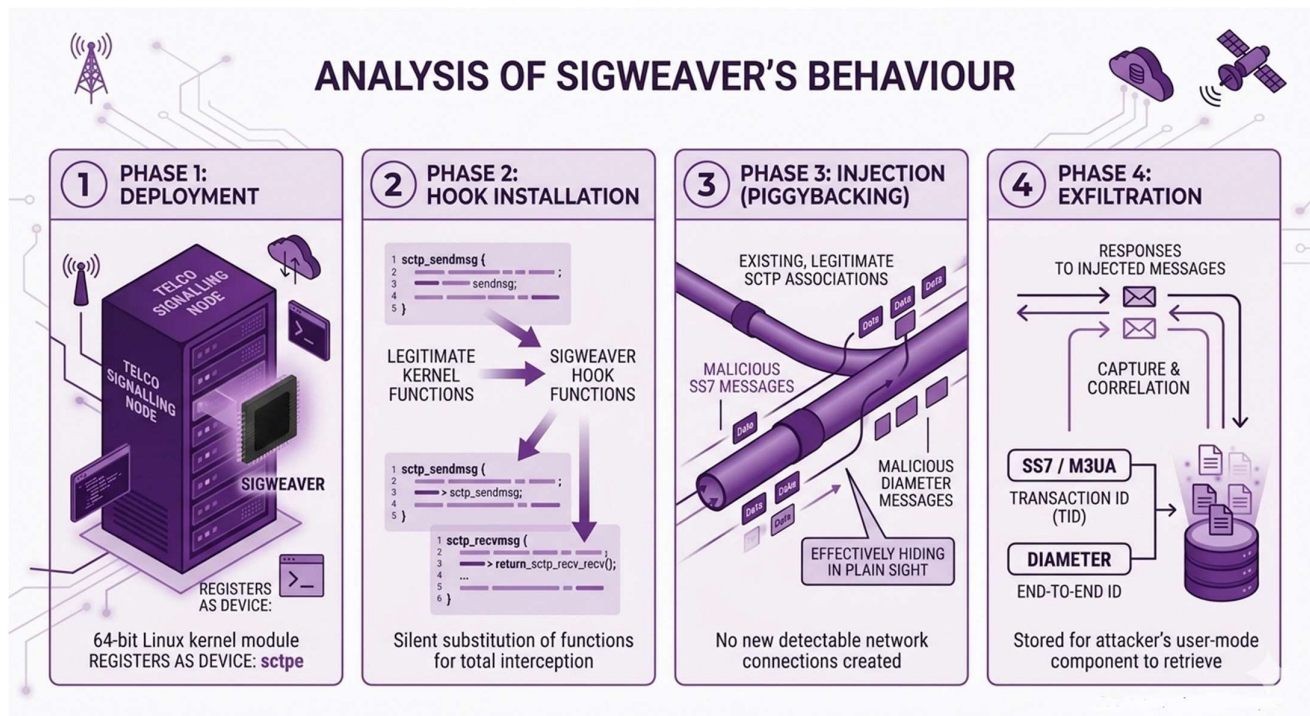 ANALYSIS OF SIGWEAVER'S BEHAVIOUR
1
PHASE 1:
DEPLOYMENT
TELCO
SIGNALLING
NODE
TELCO
SIGNALLING
NODE
SIGWEAVER
REGISTERS
AS DEVICE:
64-bit Linux kernel module
REGISTERS AS DEVICE: sctpe
2
PHASE 2:
HOOK INSTALLATION
1 sctp_sendmsg {
2 ;
3 sendnsg;
4
5 }
LEGITIMATE
KERNEL
FUNCTIONS
SIGWEAVER
HOOK
FUNCTIONS
1 sctp_sendmsg (
2 ;
3 > sctp_sendmsg;
4
5 }
1 sctp_recvmsg (
2 ;
3 > return_sctp_recv_recv();
4 ...
5
6 }
Silent substitution of functions
for total interception
3
PHASE 3: INJECTION
(PIGGYBACKING)
EXISTING, LEGITIMATE
SCTP ASSOCIATIONS
Data
Data
Data
MALICIOUS
SS7 MESSAGES
Data
MALICIOUS
DIAMETER
MESSAGES
Data
Data
EFFECTIVELY HIDING
IN PLAIN SIGHT
No new detectable network
connections created
4
PHASE 4:
EXFILTRATION
RESPONSES
TO INJECTED MESSAGES
CAPTURE &
CORRELATION
SS7 / M3UA
TRANSACTION ID
(TID)
DIAMETER
END-TO-END ID
Stored for attacker's user-mode
component to retrieve